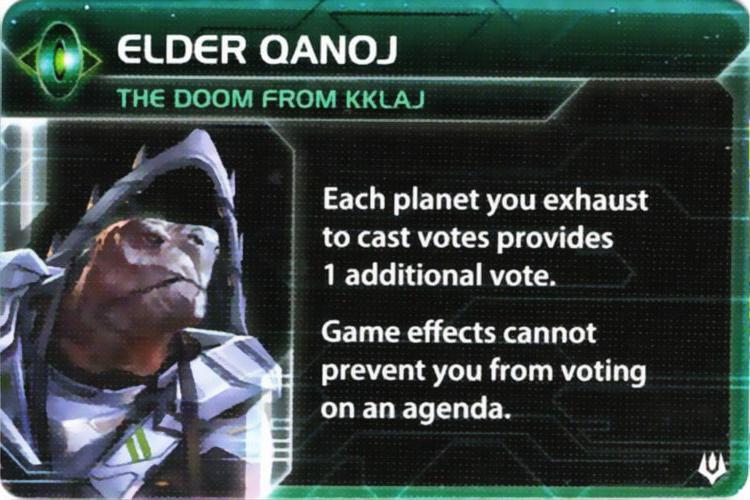 ELDER QANOJ
THE DOOM FROM KKLAJ
Each planet you exhaust
to cast votes provides
1 additional vote.
Game effects cannot
prevent you from voting
on an agenda.